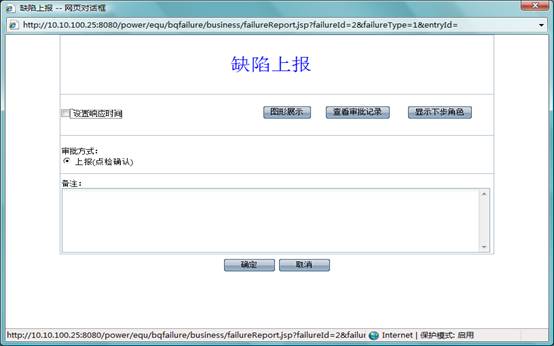 缺陷上报 -- 网页对话框
http://10.10.100.25:8080/power/equ/bqfailure/business/failureReport.jsp?failureId=2&failureType=1&entryId=
缺陷上报
设置响应时间 图形展示 查看审批记录 显示下步角色
审批方式:
上报(点检确认)
备注:
确定 取消
http://10.10.100.25:8080/power/equ/bqfailure/business/failureReport.jsp?failureId=2&failur Internet | 保护模式: 启用